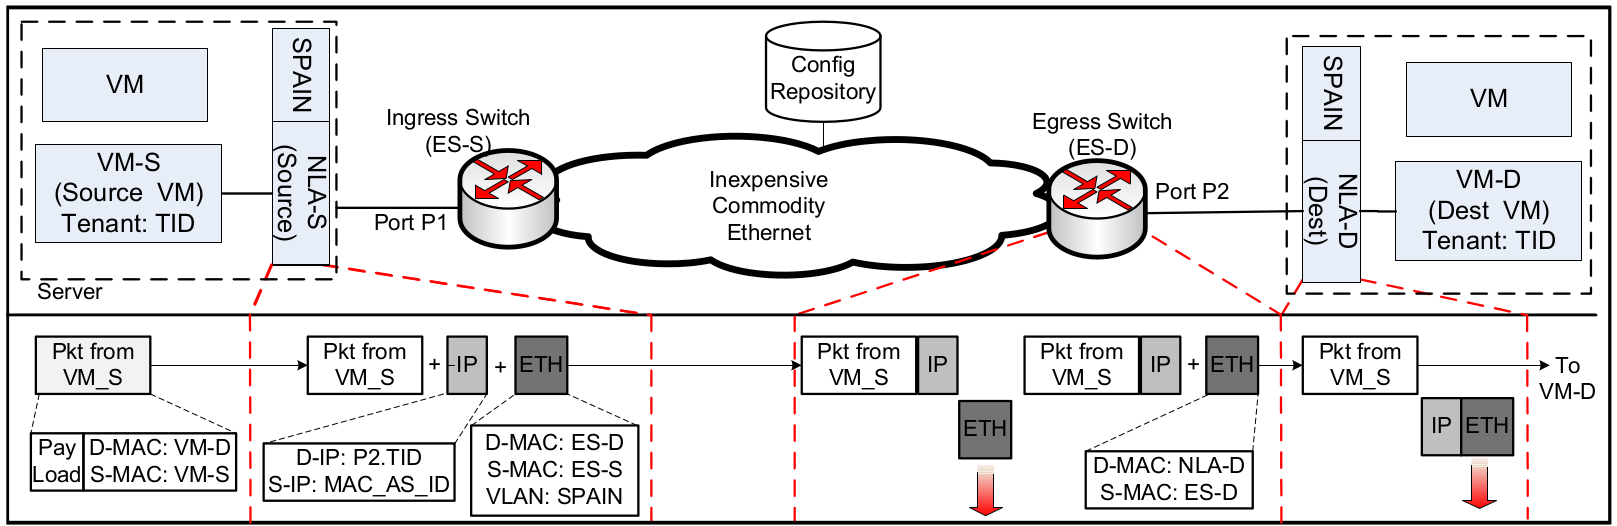 VM
SPAIN
VM-S
(Source VM)
Tenant: TID
NLA-S
(Source)
Server
Port P1
Ingress Switch
(ES-S)
Config
Repository
Inexpensive
Commodity
Ethernet
Egress Switch
(ES-D)
Port P2
SPAIN
NLA-D
(Dest)
VM
VM-D
(Dest VM)
Tenant: TID
Pkt from
VM_S
Pay
Load
D-MAC: VM-D
S-MAC: VM-S
Pkt from
VM_S
+
IP
+
ETH
D-IP: P2.TID
S-IP: MAC_AS_ID
D-MAC: ES-D
S-MAC: ES-S
VLAN: SPAIN
Pkt from
VM_S
IP
ETH
Pkt from
VM_S
IP
+
ETH
D-MAC: NLA-D
S-MAC: ES-D
Pkt from
VM_S
IP
ETH
To
VM-D